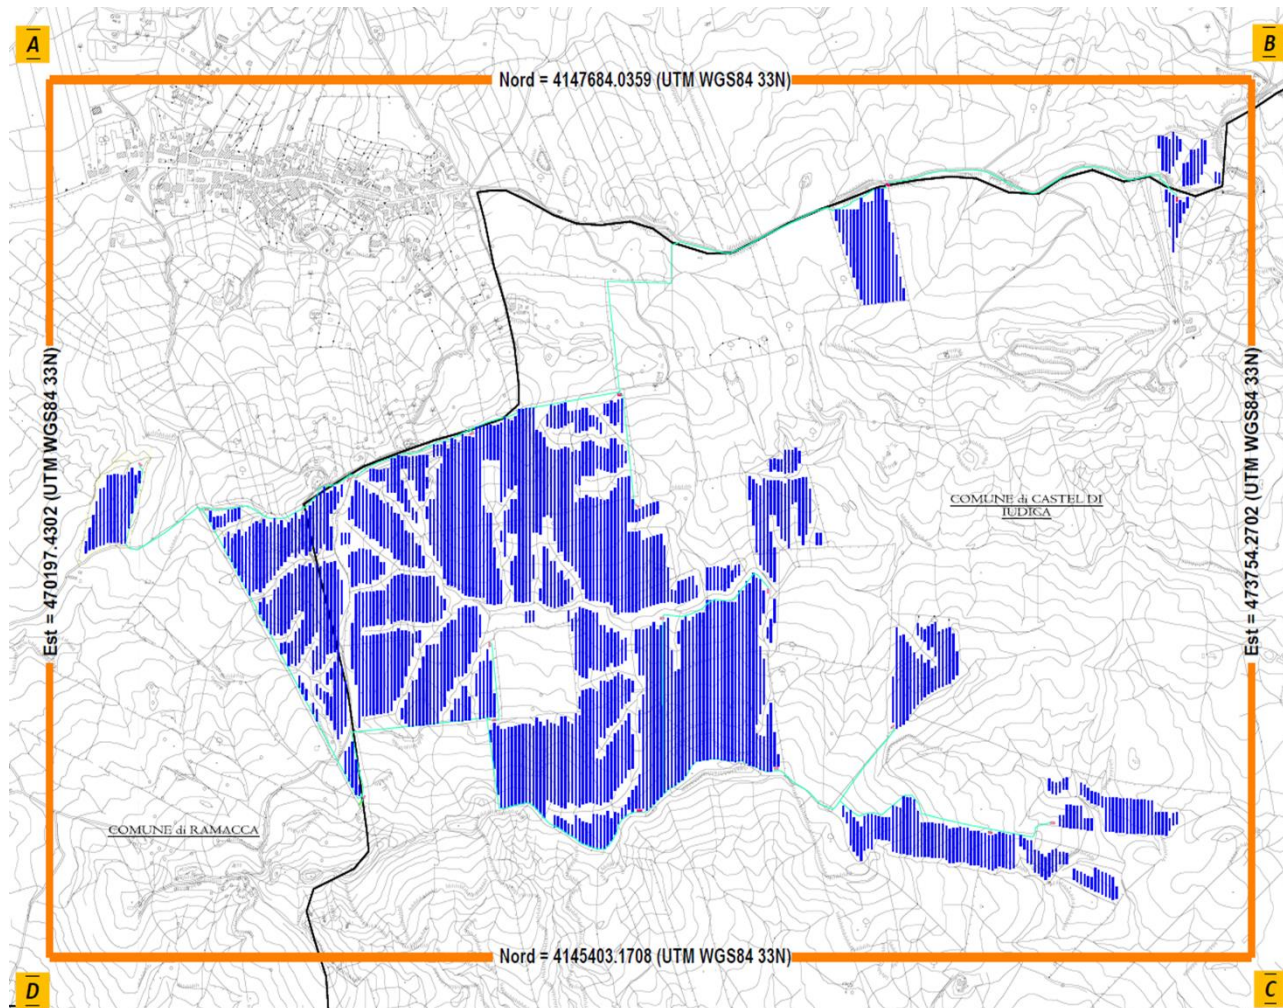 A
B
Nord = 4147684.0359 (UTM WGS84 33N)
Est = 470197.4302 (UTM WGS84 33N)
Est = 473754.2702 (UTM WGS84 33N)
COMUNE di CASTEL DI
IUDIGA
COMUNE di RAMACCA
Nord = 4145403.1708 (UTM WGS84 33N)
D
C